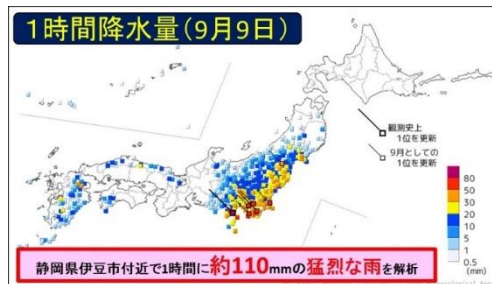 1時間降水量(9月9日)
観測史上
1位を更新
9月としての
1位を更新
80
50
30
20
10
5
1
0.5
(mm)
静岡県伊豆市付近で1時間に約110mmの猛烈な雨を解析